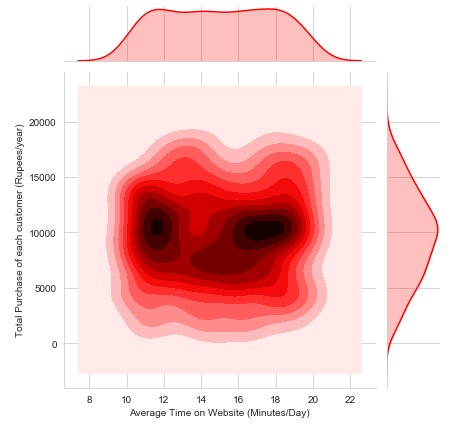 Total Purchase of each customer (Rupees/year)
20000
15000
10000
5000
0
8 10 12 14 16 18 20 22
Average Time on Website (Minutes/Day)